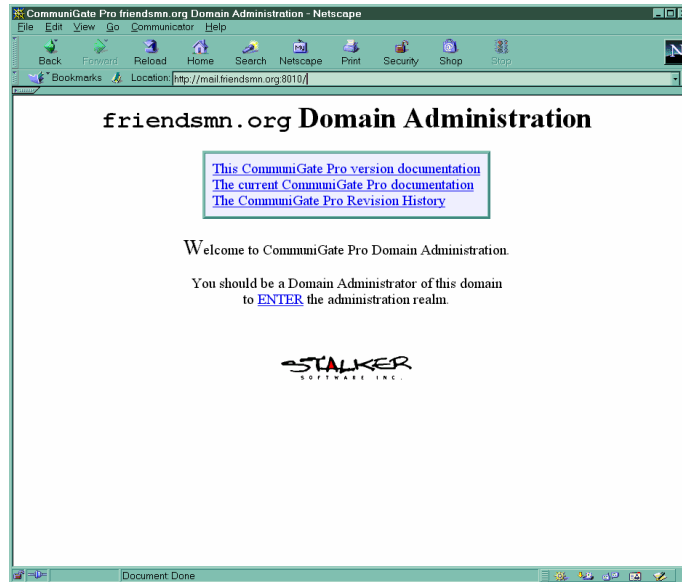 CommuniGate Pro friendsmn.org Domain Administration - Netscape
File Edit View Go Communicator Help
Back Forward Reload Home Search Netscape Print Security Shop Stop
Bookmarks Location: http://mail.friendsmn.org:8010/
friendsmn.org Domain Administration
This CommuniGate Pro version documentation
The current CommuniGate Pro documentation
The CommuniGate Pro Revision History
Welcome to CommuniGate Pro Domain Administration.
You should be a Domain Administrator of this domain
to ENTER the administration realm.
STALKER
SOFTWARE INC.
Document: Done